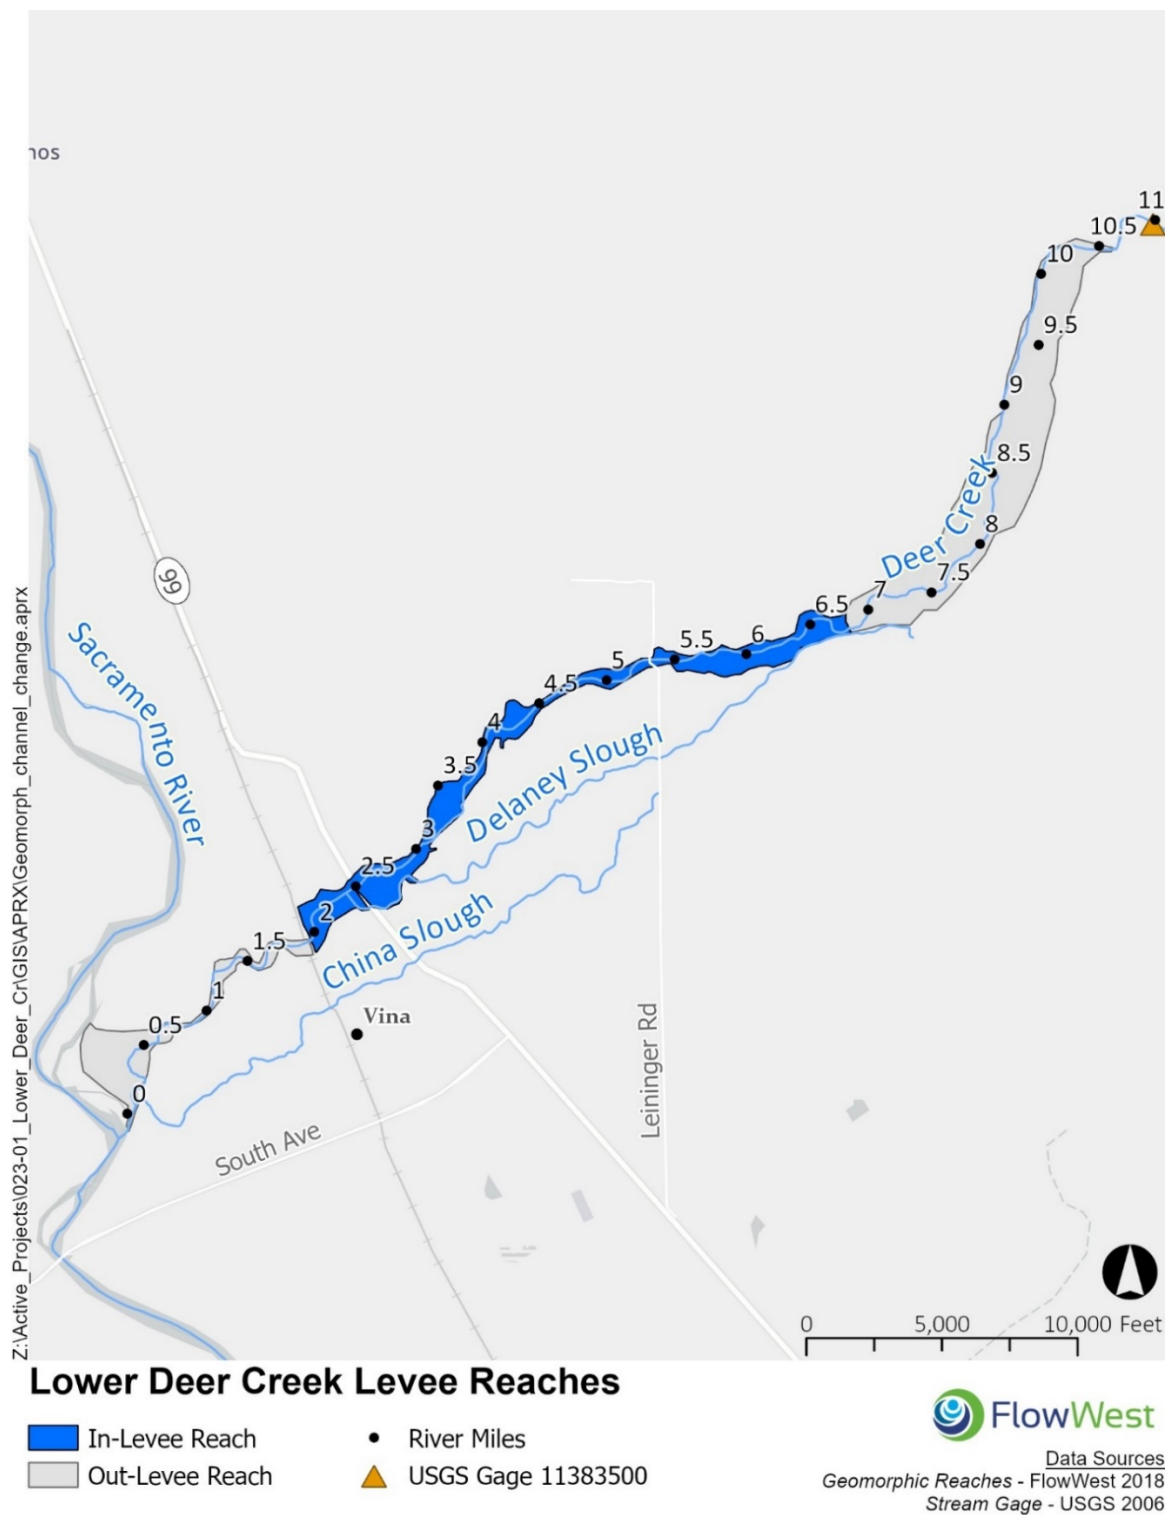 nos
11
10.5
10
9.5
9
8.5
Deer Creek
8
7.5
7
6.5
6
5.5
5
4.5
4
3.5
3
2.5
2
1.5
1
0.5
0
99
Sacramento River
Delaney Slough
China Slough
Vina
Leininger Rd
South Ave
0 5,000 10,000 Feet
Z:\Active_Projects\023-01_Lower_Deer_Cr\GIS\APRX\Geomorph_channel_change.aprx
Lower Deer Creek Levee Reaches
In-Levee Reach
Out-Levee Reach
River Miles
USGS Gage 11383500
FlowWest
Data Sources
Geomorphic Reaches - FlowWest 2018
Stream Gage - USGS 2006